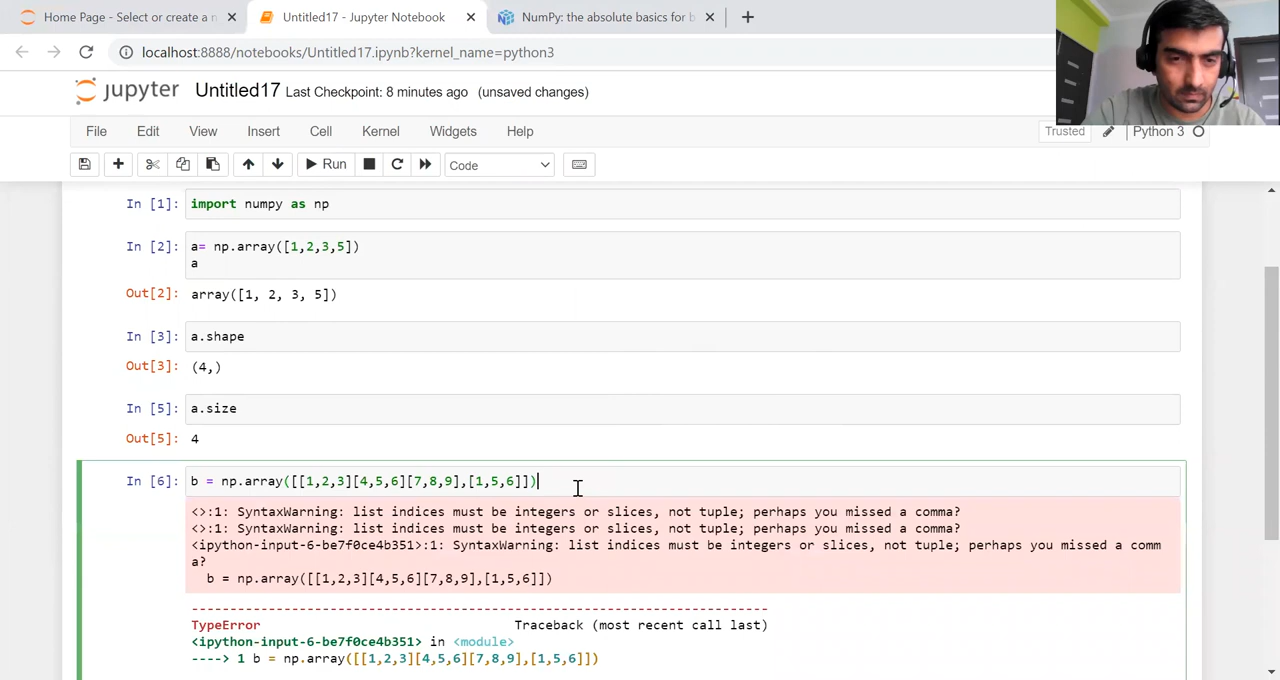 Home Page - Select or create a n
Untitled17 - Jupyter Notebook
NumPy: the absolute basics for b
localhost:8888/notebooks/Untitled17.ipynb?kernel_name=python3
jupyter Untitled17 Last Checkpoint: 8 minutes ago (unsaved changes)
File Edit View Insert Cell Kernel Widgets Help Trusted Python 3
Run Code
In [1]: import numpy as np
In [2]: a= np.array([1,2,3,5])
a
Out[2]: array([1, 2, 3, 5])
In [3]: a.shape
Out[3]: (4,)
In [5]: a.size
Out[5]: 4
In [6]: b = np.array([[1,2,3][4,5,6][7,8,9],[1,5,6]])
<>:1: SyntaxWarning: list indices must be integers or slices, not tuple; perhaps you missed a comma?
<>:1: SyntaxWarning: list indices must be integers or slices, not tuple; perhaps you missed a comma?
<ipython-input-6-be7f0ce4b351>:1: SyntaxWarning: list indices must be integers or slices, not tuple; perhaps you missed a comm
a?
b = np.array([[1,2,3][4,5,6][7,8,9],[1,5,6]])
---------------------------------------------------------------------------
TypeError Traceback (most recent call last)
<ipython-input-6-be7f0ce4b351> in <module>
----> 1 b = np.array([[1,2,3][4,5,6][7,8,9],[1,5,6]])